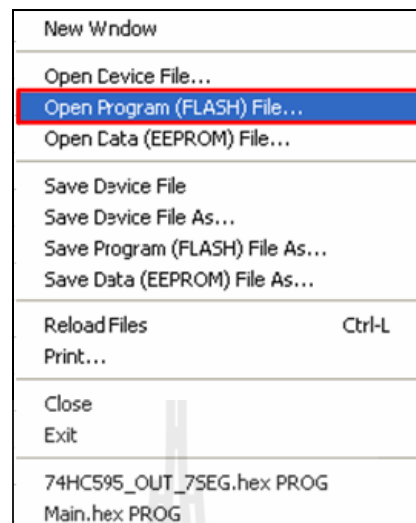 New Window
Open Device File...
Open Program (FLASH) File...
Open Data (EEPROM) File...
Save Device File
Save Device File As...
Save Program (FLASH) File As...
Save Data (EEPROM) File As...
Reload Files Ctrl-L
Print...
Close
Exit
74HC595_OUT_7SEG.hex PROG
Main.hex PROG